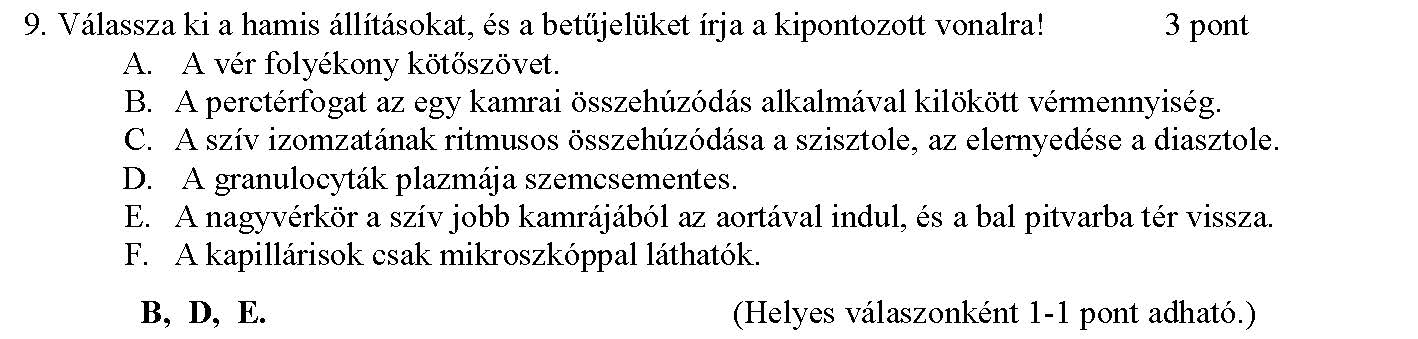 9. Válassza ki a hamis állításokat, és a betűjelüket írja a kipontozott vonalra! 3 pont
A. A vér folyékony kötőszövet.
B. A perctérfogat az egy kamrai összehúzódás alkalmával kilökött vérmennyiség.
C. A szív izomzatának ritmusos összehúzódása a szisztole, az elernyedése a diasztole.
D. A granulocyták plazmája szemcsementes.
E. A nagyvérkör a szív jobb kamrájából az aortával indul, és a bal pitvarba tér vissza.
F. A kapillárisok csak mikroszkóppal láthatók.
B, D, E. (Helyes válaszonként 1-1 pont adható.)